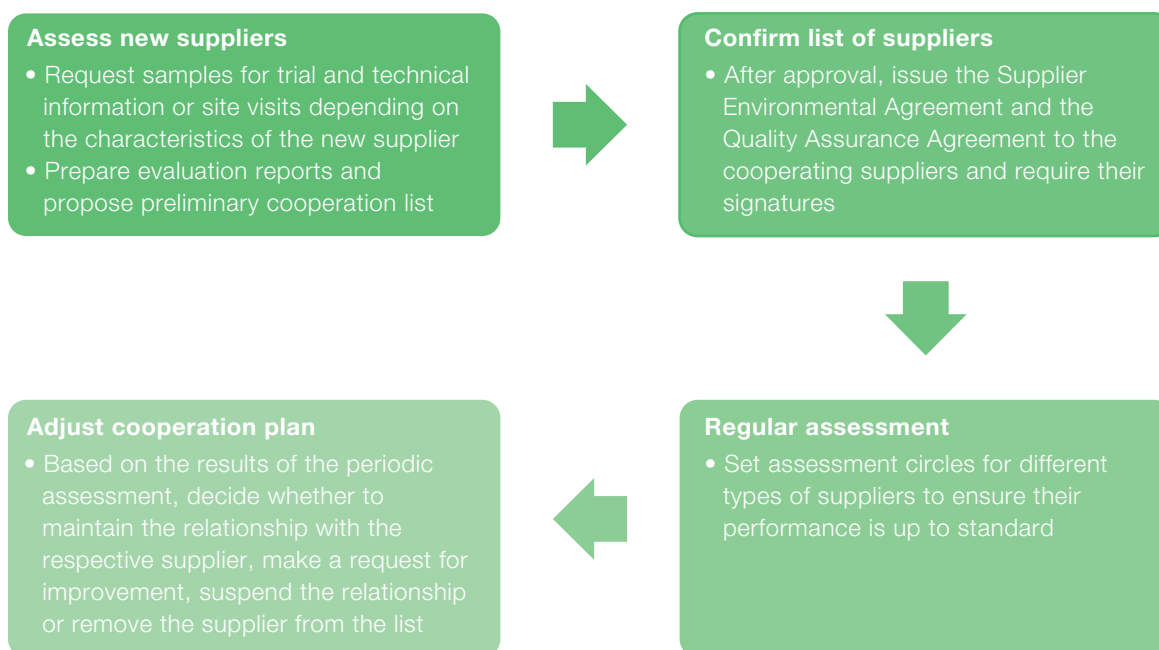 Assess new suppliers
• Request samples for trial and technical
information or site visits depending on
the characteristics of the new supplier
• Prepare evaluation reports and
propose preliminary cooperation list
Confirm list of suppliers
• After approval, issue the Supplier
Environmental Agreement and the
Quality Assurance Agreement to the
cooperating suppliers and require their
signatures
Regular assessment
• Set assessment circles for different
types of suppliers to ensure their
performance is up to standard
Adjust cooperation plan
• Based on the results of the periodic
assessment, decide whether to
maintain the relationship with the
respective supplier, make a request for
improvement, suspend the relationship
or remove the supplier from the list